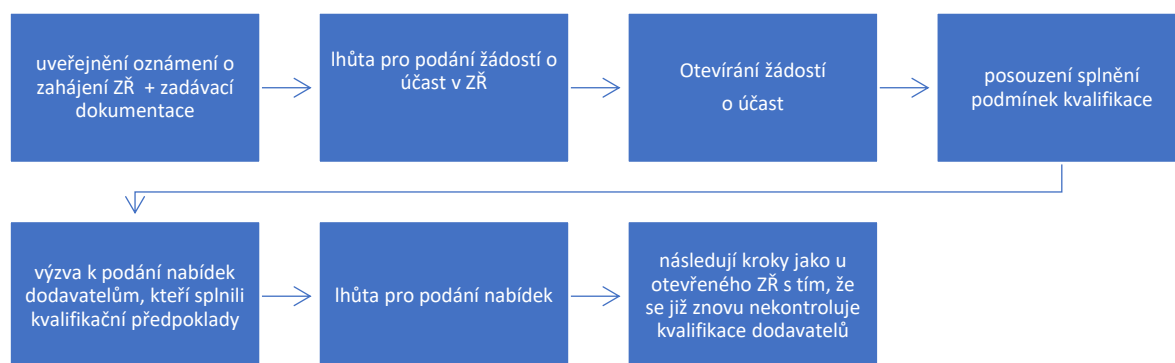 uveřejnění oznámení o
zahájení ZŘ + zadávací
dokumentace
lhůta pro podání žádostí o
účast v ZŘ
Otevírání žádostí
o účast
posouzení splnění
podmínek kvalifikace
výzva k podání nabídek
dodavatelům, kteří splnili
kvalifikační předpoklady
lhůta pro podání nabídek
následují kroky jako u
otevřeného ZŘ s tím, že
se již znovu nekontroluje
kvalifikace dodavatelů